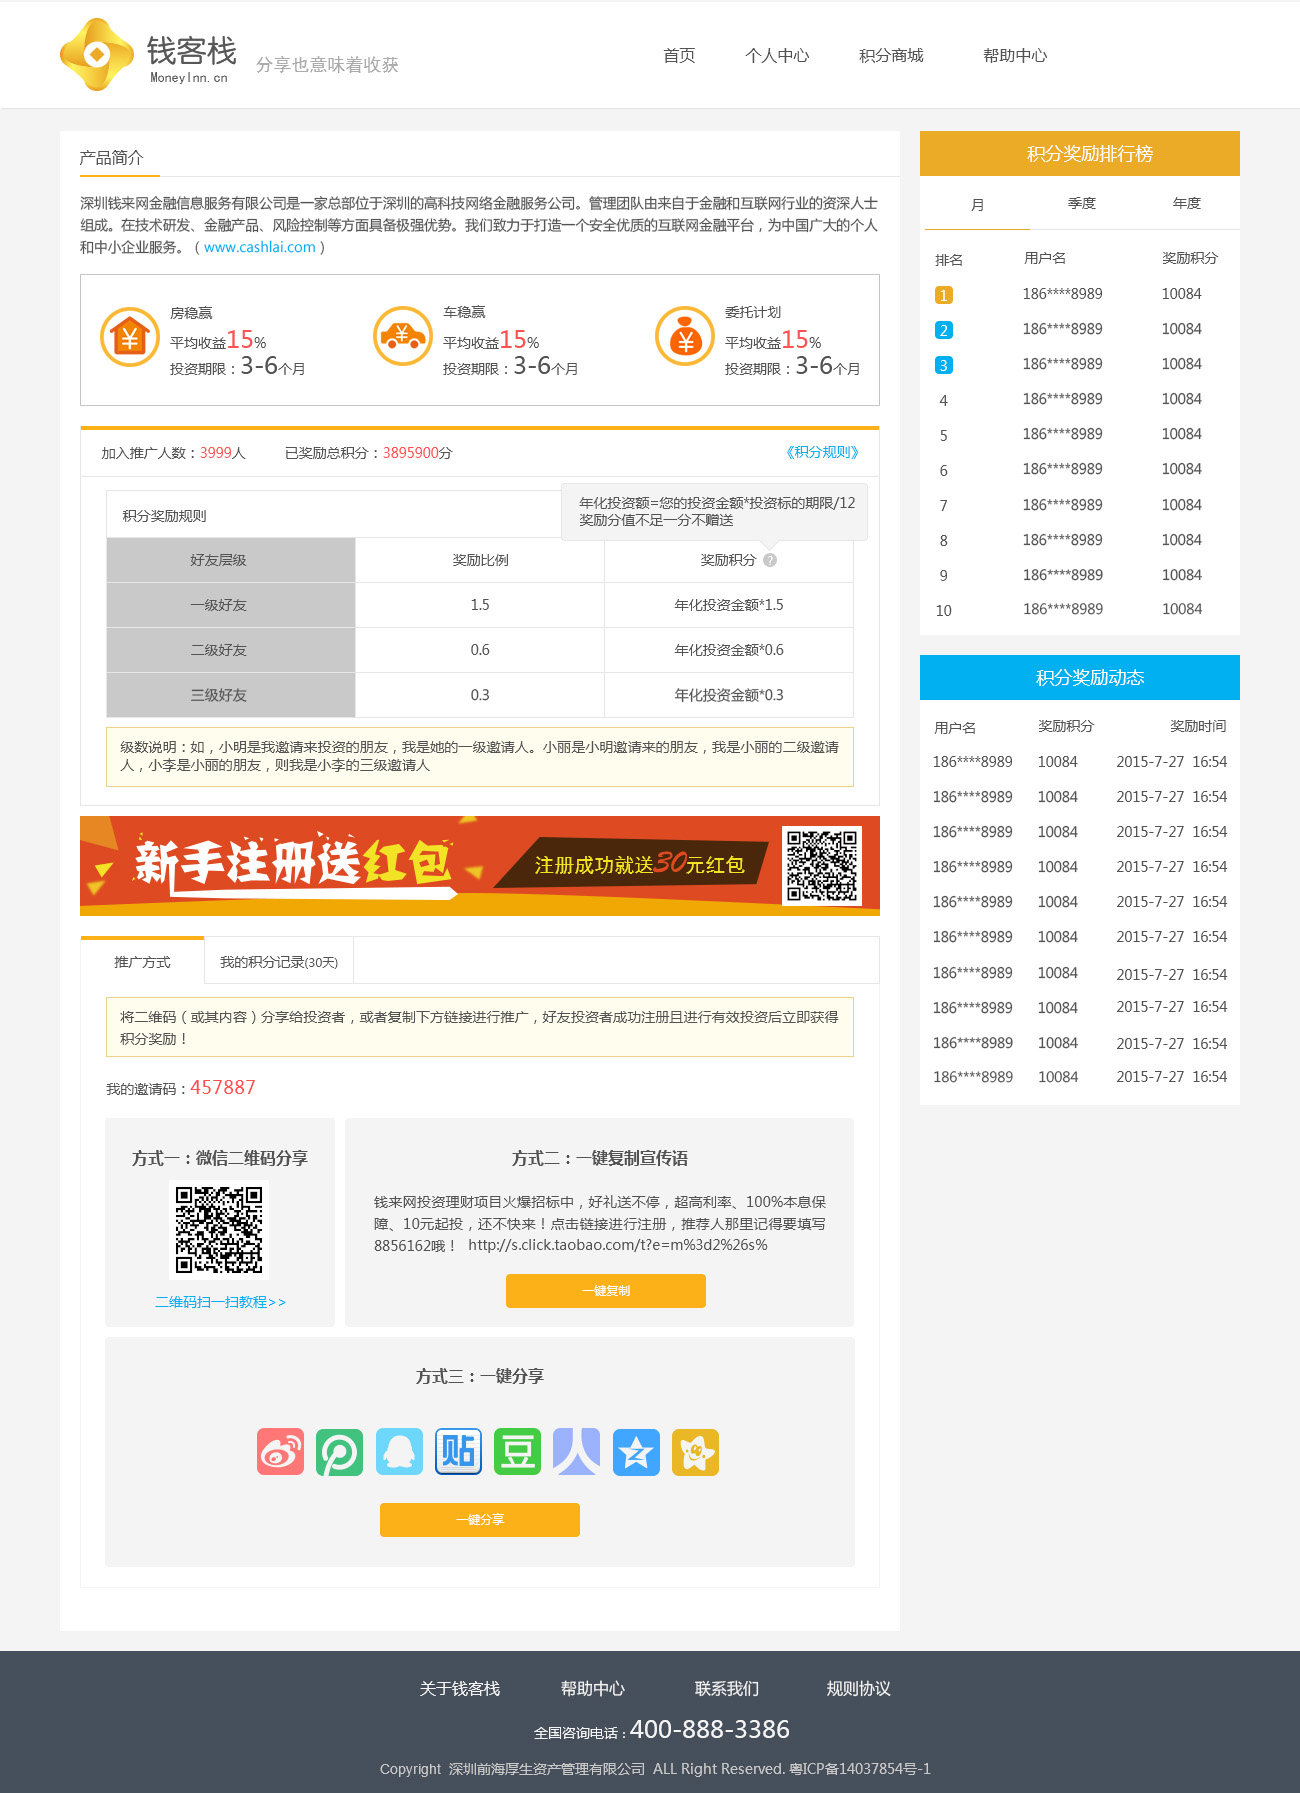 钱客栈
MoneyInn.cn
分享也意味着收获
首页 个人中心 积分商城 帮助中心
产品简介
深圳钱来网金融信息服务有限公司是一家总部位于深圳的高科技网络金融服务公司。管理团队由来自于金融和互联网行业的资深人士
组成。在技术研发、金融产品、风险控制等方面具备极强优势。我们致力于打造一个安全优质的互联网金融平台，为中国广大的个人
和中小企业服务。（www.cashlai.com）
房稳赢
平均收益15%
投资期限：3-6个月
车稳赢
平均收益15%
投资期限：3-6个月
委托计划
平均收益15%
投资期限：3-6个月
加入推广人数：3999人 已奖励总积分：3895900分 《积分规则》
年化投资额=您的投资金额*投资标的期限/12
奖励分值不足一分不赠送
积分奖励规则
好友层级 奖励比例 奖励积分 ?
一级好友 1.5 年化投资金额*1.5
二级好友 0.6 年化投资金额*0.6
三级好友 0.3 年化投资金额*0.3
级数说明：如，小明是我邀请来投资的朋友，我是她的一级邀请人。小丽是小明邀请来的朋友，我是小丽的二级邀请
人，小李是小丽的朋友，则我是小李的三级邀请人
新手注册送红包
注册成功就送30元红包
推广方式 我的积分记录(30天)
将二维码（或其内容）分享给投资者，或者复制下方链接进行推广，好友投资者成功注册且进行有效投资后立即获得
积分奖励！
我的邀请码：457887
方式一：微信二维码分享
二维码扫一扫教程>>
方式二：一键复制宣传语
钱来网投资理财项目火爆招标中，好礼送不停，超高利率、100%本息保
障、10元起投，还不快来！点击链接进行注册，推荐人那里记得要填写
8856162哦！ http://s.click.taobao.com/t?e=m%3d2%26s%
一键复制
方式三：一键分享
贴 豆 人
一键分享
积分奖励排行榜
月 季度 年度
排名 用户名 奖励积分
1 186****8989 10084
2 186****8989 10084
3 186****8989 10084
4 186****8989 10084
5 186****8989 10084
6 186****8989 10084
7 186****8989 10084
8 186****8989 10084
9 186****8989 10084
10 186****8989 10084
积分奖励动态
用户名 奖励积分 奖励时间
186****8989 10084 2015-7-27 16:54
186****8989 10084 2015-7-27 16:54
186****8989 10084 2015-7-27 16:54
186****8989 10084 2015-7-27 16:54
186****8989 10084 2015-7-27 16:54
186****8989 10084 2015-7-27 16:54
186****8989 10084 2015-7-27 16:54
186****8989 10084 2015-7-27 16:54
186****8989 10084 2015-7-27 16:54
186****8989 10084 2015-7-27 16:54
关于钱客栈 帮助中心 联系我们 规则协议
全国咨询电话：400-888-3386
Copyright 深圳前海厚生资产管理有限公司 ALL Right Reserved. 粤ICP备14037854号-1